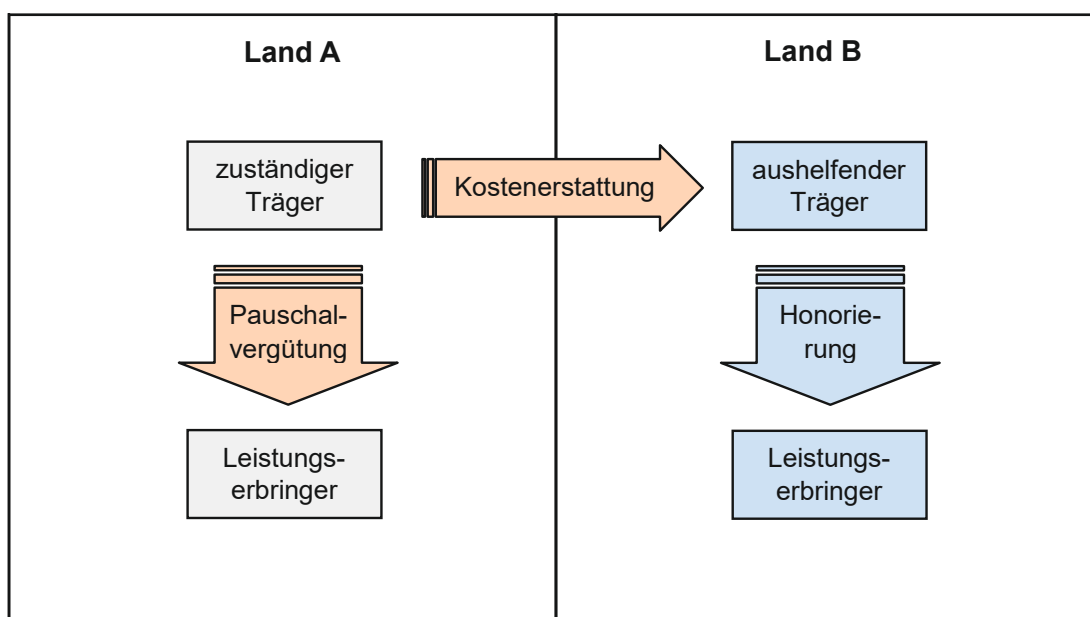 Land A
Land B
zuständiger
Träger
Kostenerstattung
aushelfender
Träger
Pauschal-
vergütung
Honorie-
rung
Leistungs-
erbringer
Leistungs-
erbringer